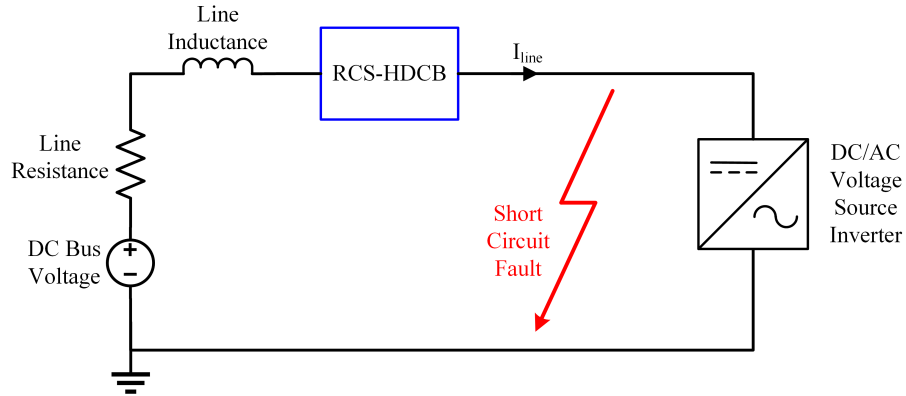 Line
Inductance
RCS-HDCB
I_line
Line
Resistance
DC Bus
Voltage
+
−
Short
Circuit
Fault
DC/AC
Voltage
Source
Inverter